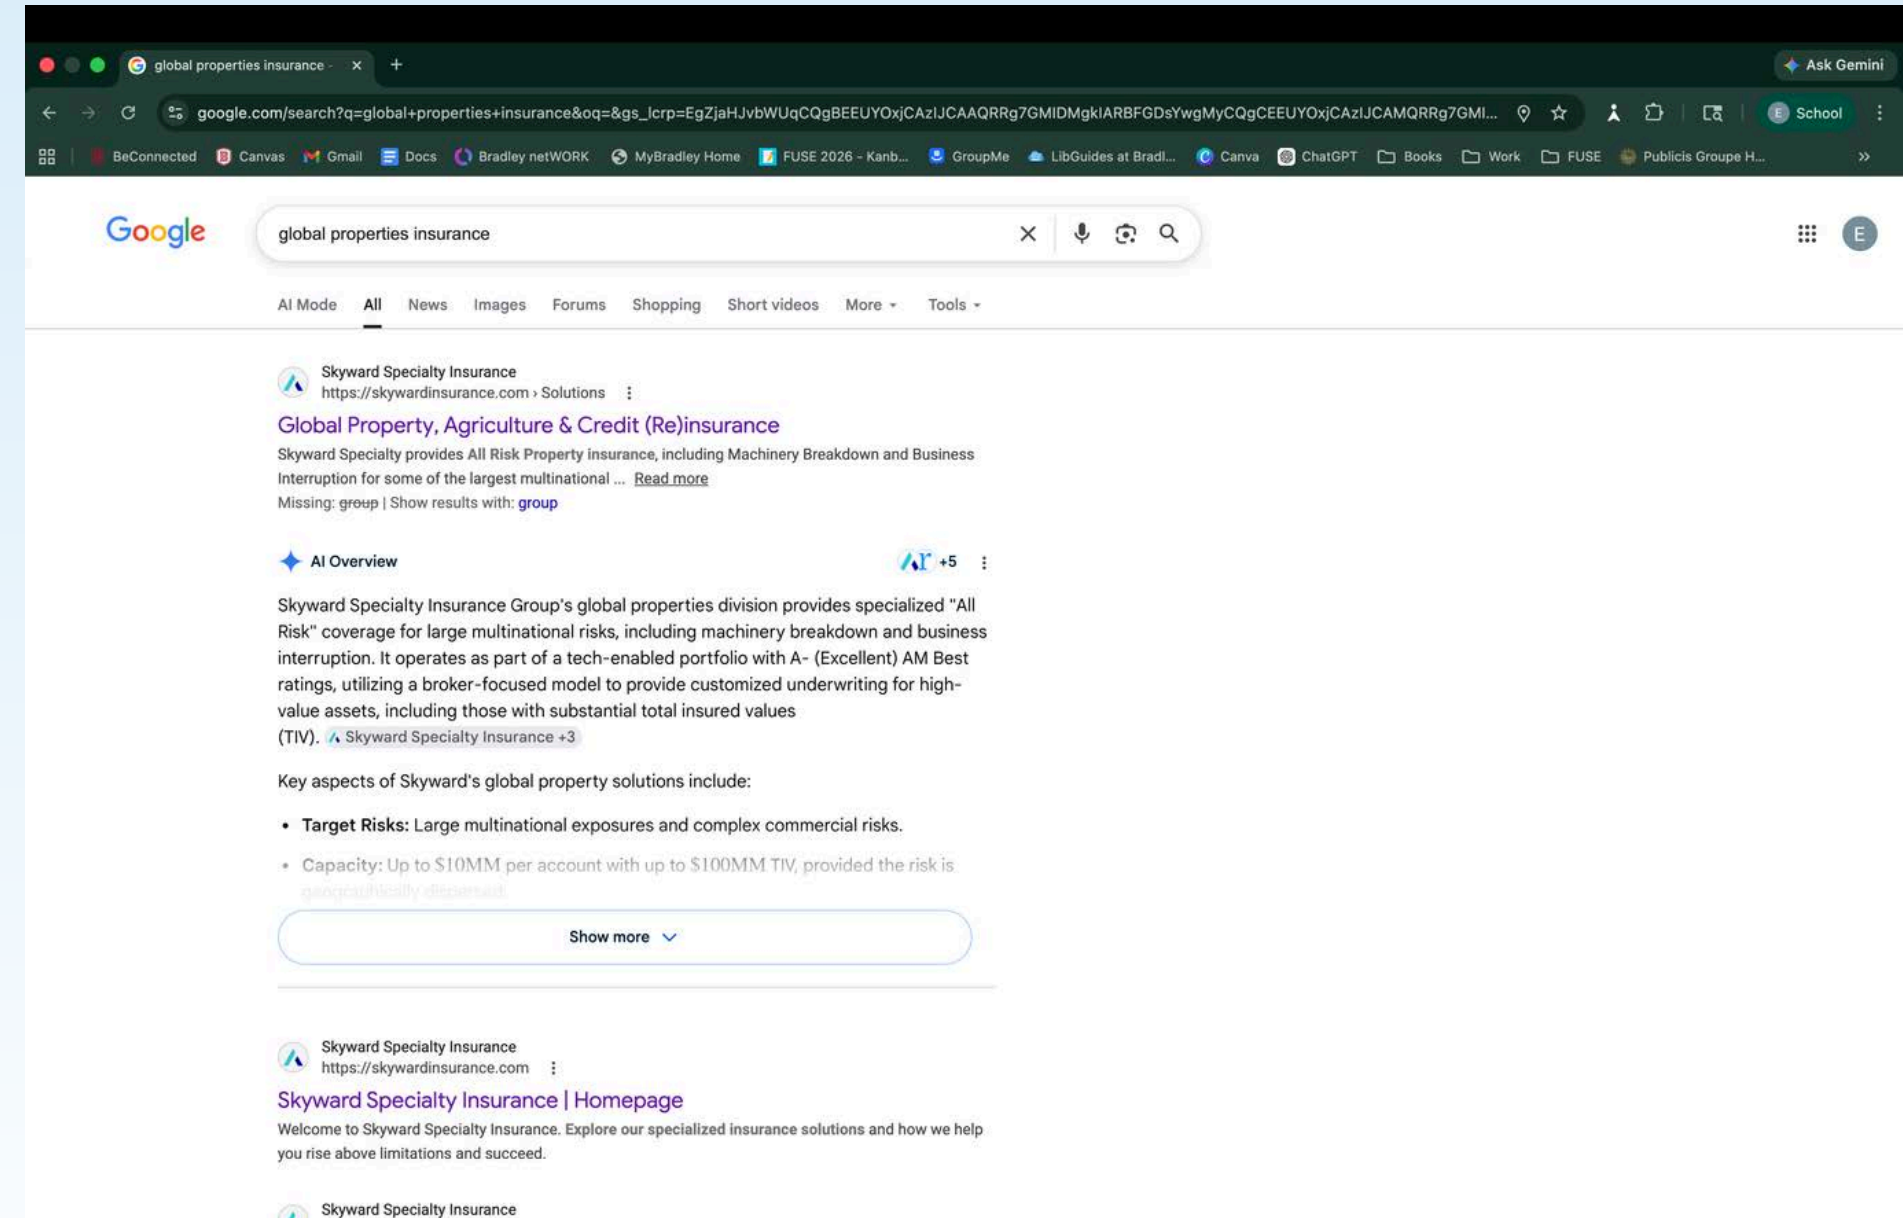 global properties insurance -
Ask Gemini
google.com/search?q=global+properties+insurance&oq=&gs_lcrp=EgZjaHJvbWUqCQgBEEUYOxjCAzIJCAAQRRg7GMIDMgkIARBFGDsYwgMyCQgCEEUYOxjCAzIJCAMQRRg7GMI...
E School
BeConnected Canvas Gmail Docs Bradley netWORK MyBradley Home FUSE 2026 - Kanb... GroupMe LibGuides at Bradl... Canva ChatGPT Books Work FUSE Publicis Groupe H...
Google
global properties insurance
E
AI Mode All News Images Forums Shopping Short videos More Tools
Skyward Specialty Insurance
https://skywardinsurance.com › Solutions
Global Property, Agriculture & Credit (Re)insurance
Skyward Specialty provides All Risk Property insurance, including Machinery Breakdown and Business
Interruption for some of the largest multinational ... Read more
Missing: group | Show results with: group
AI Overview
+5
Skyward Specialty Insurance Group's global properties division provides specialized "All
Risk" coverage for large multinational risks, including machinery breakdown and business
interruption. It operates as part of a tech-enabled portfolio with A- (Excellent) AM Best
ratings, utilizing a broker-focused model to provide customized underwriting for high-
value assets, including those with substantial total insured values
(TIV). Skyward Specialty Insurance +3
Key aspects of Skyward's global property solutions include:
• Target Risks: Large multinational exposures and complex commercial risks.
• Capacity: Up to $10MM per account with up to $100MM TIV, provided the risk is
geographically dispersed.
Show more
Skyward Specialty Insurance
https://skywardinsurance.com
Skyward Specialty Insurance | Homepage
Welcome to Skyward Specialty Insurance. Explore our specialized insurance solutions and how we help
you rise above limitations and succeed.
Skyward Specialty Insurance